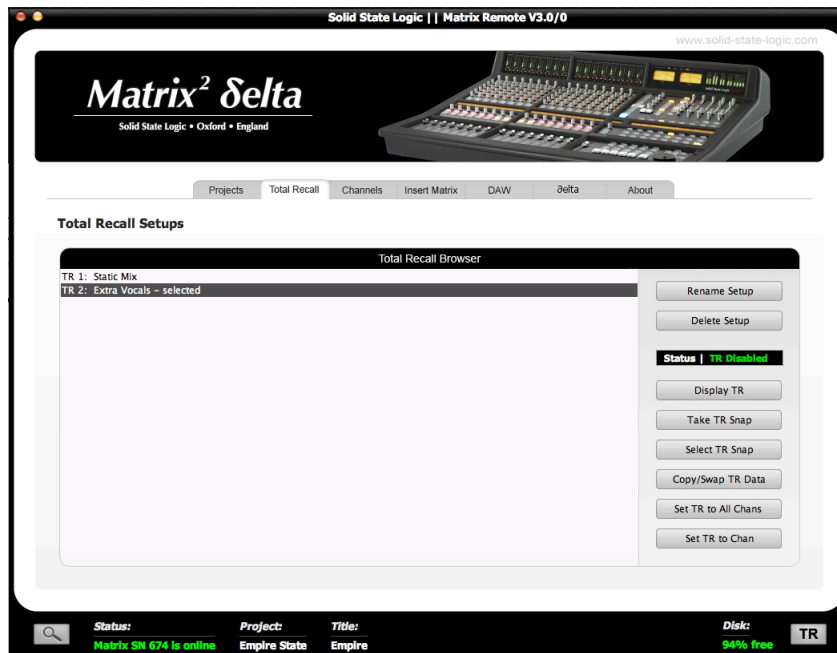 Solid State Logic || Matrix Remote V3.0/0
www.solid-state-logic.com
Matrix² δelta
Solid State Logic • Oxford • England
Projects Total Recall Channels Insert Matrix DAW ∂elta About
Total Recall Setups
Total Recall Browser
TR 1: Static Mix
TR 2: Extra Vocals – selected
Rename Setup
Delete Setup
Status | TR Disabled
Display TR
Take TR Snap
Select TR Snap
Copy/Swap TR Data
Set TR to All Chans
Set TR to Chan
Status: Project: Title: Disk:
Matrix SN 674 is online Empire State Empire 94% free TR